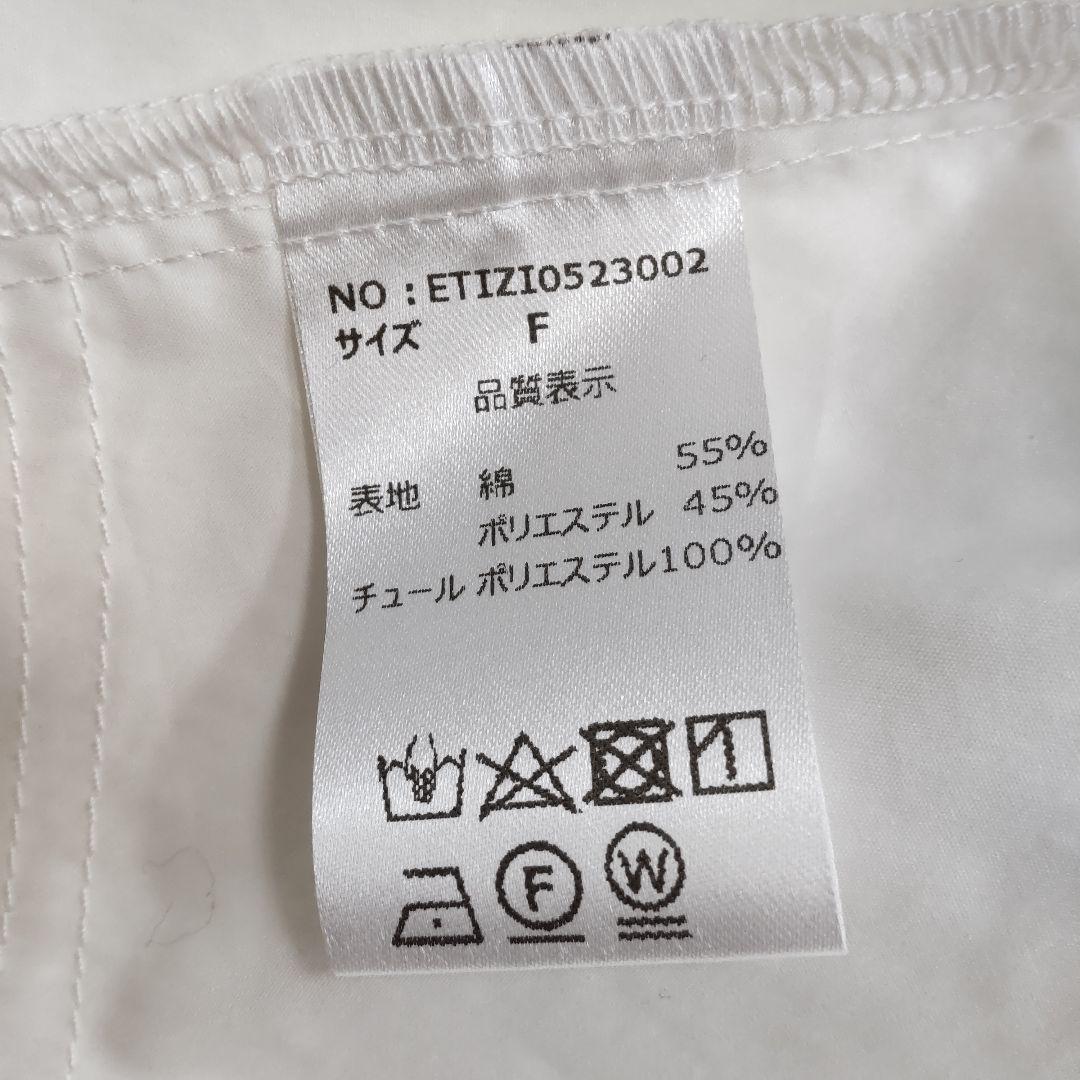 NO : ETIZI0523002
サイズ F
品質表示
表地 綿 55%
ポリエステル 45%
チュール ポリエステル100%
F W